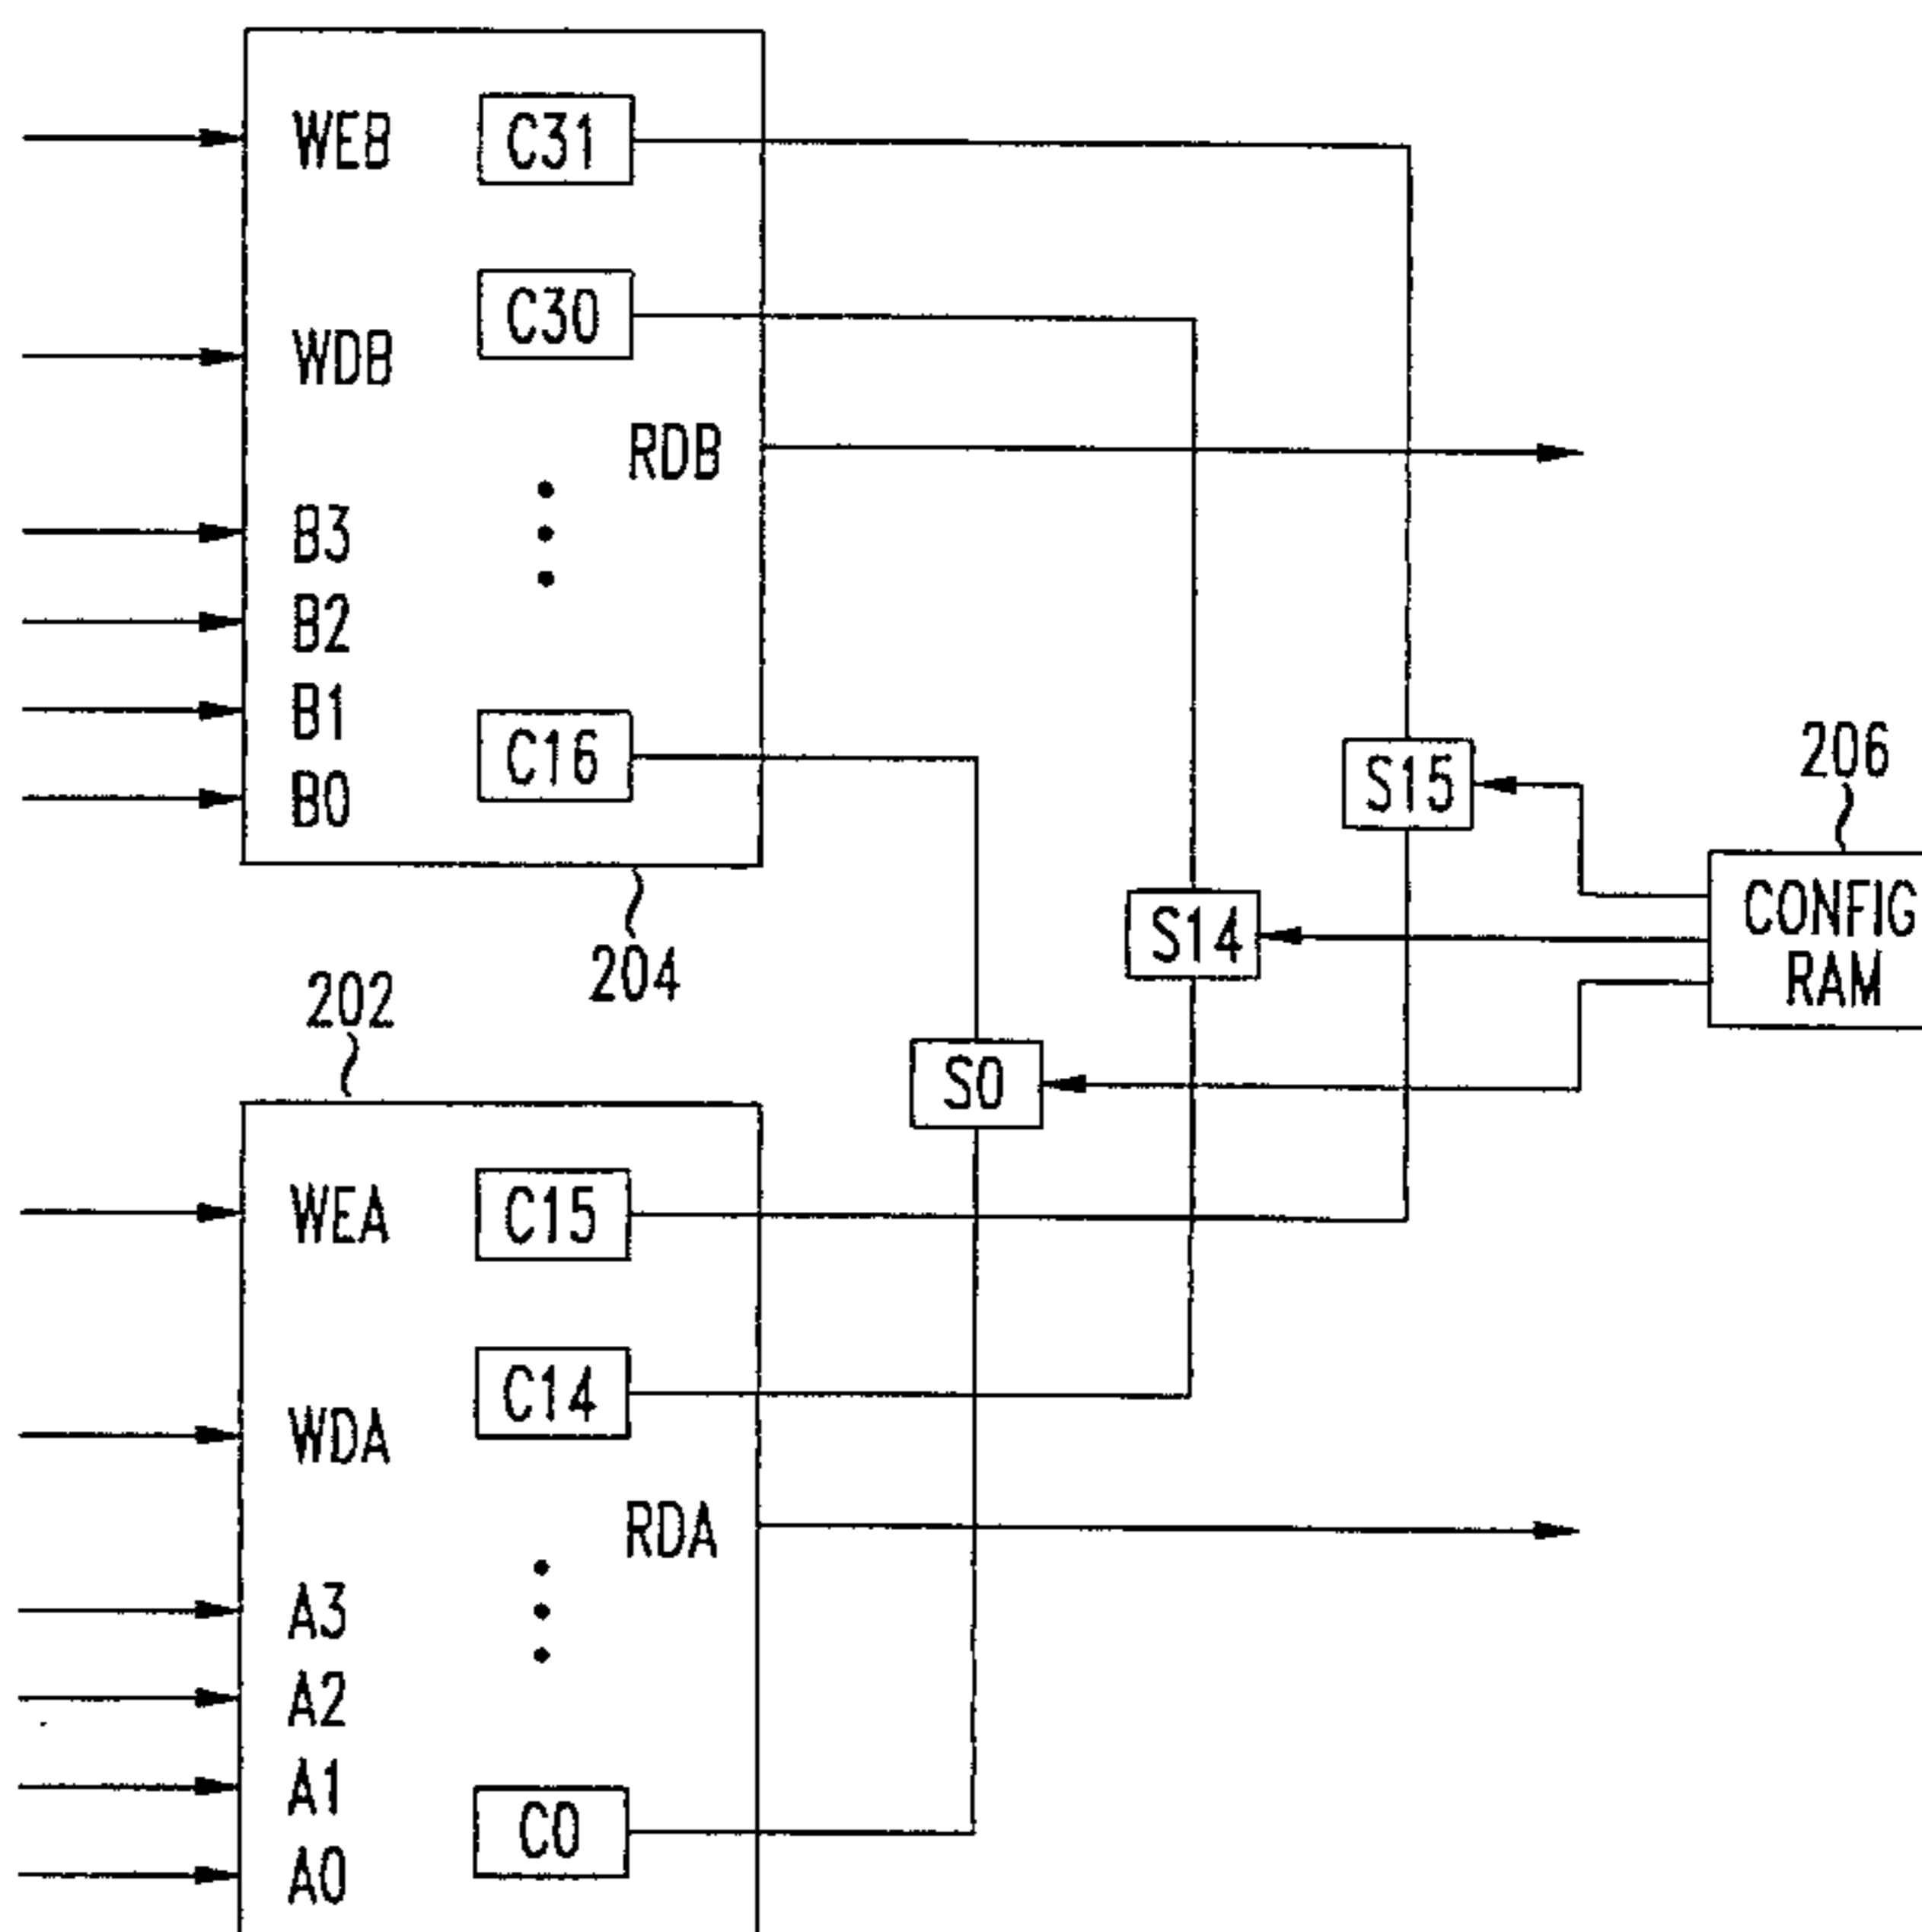 WEB
C31
C30
WDB
RDB
B3
B2
B1
C16
B0
S15
206
CONFIG
RAM
S14
204
202
S0
WEA
C15
C14
WDA
RDA
A3
A2
A1
C0
A0